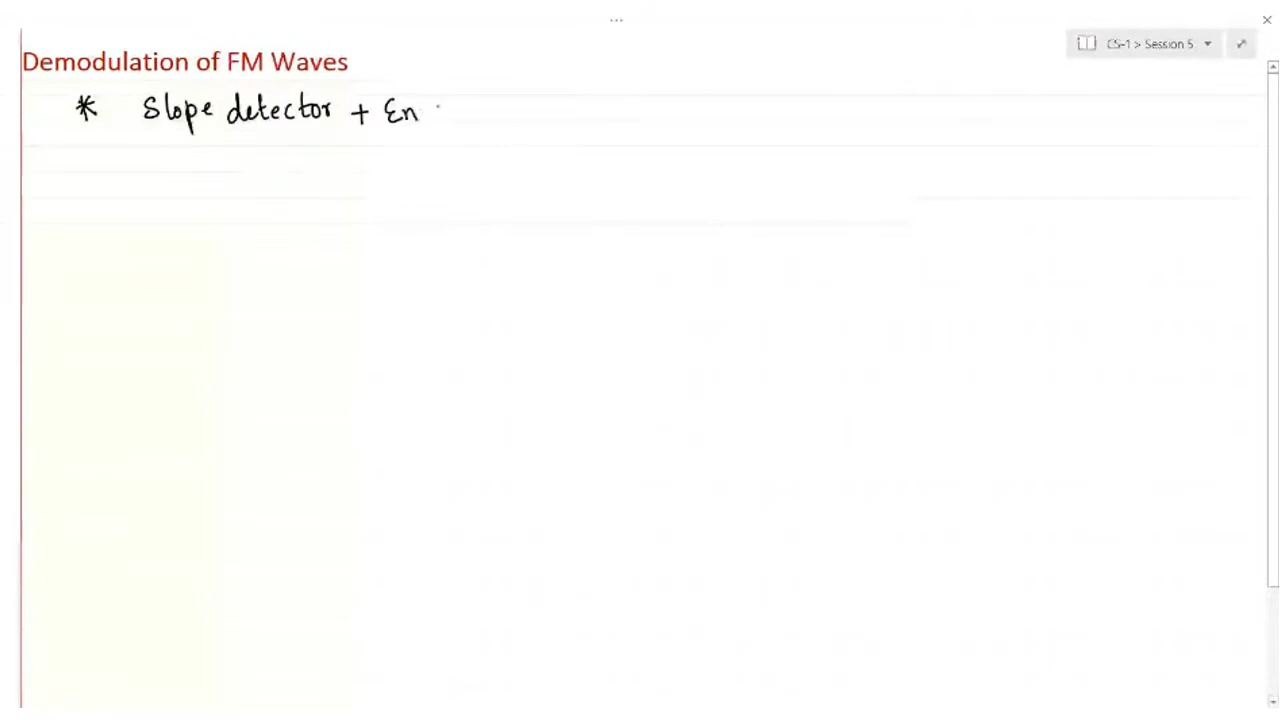 CS-1 > Session 5
Demodulation of FM Waves
* Slope detector + En